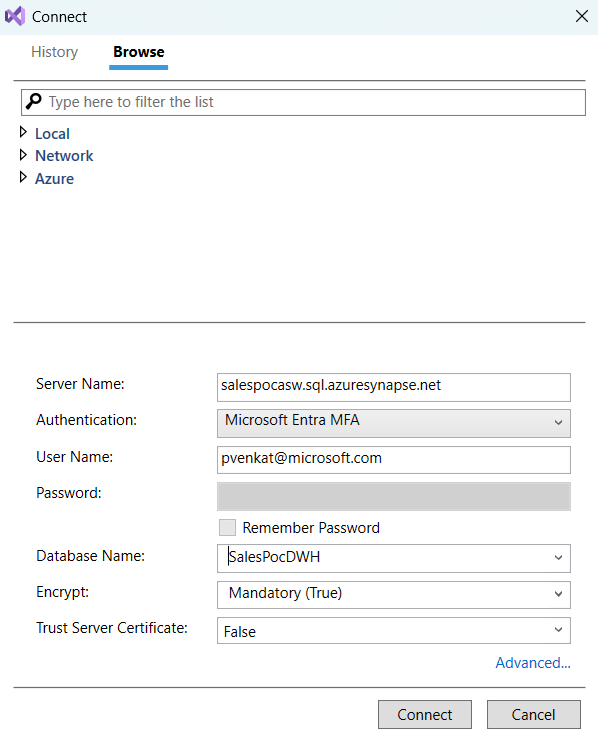 Connect
History Browse
Type here to filter the list
Local
Network
Azure
Server Name: salespocasw.sql.azuresynapse.net
Authentication: Microsoft Entra MFA
User Name: pvenkat@microsoft.com
Password:
Remember Password
Database Name: SalesPocDWH
Encrypt: Mandatory (True)
Trust Server Certificate: False
Advanced...
Connect Cancel